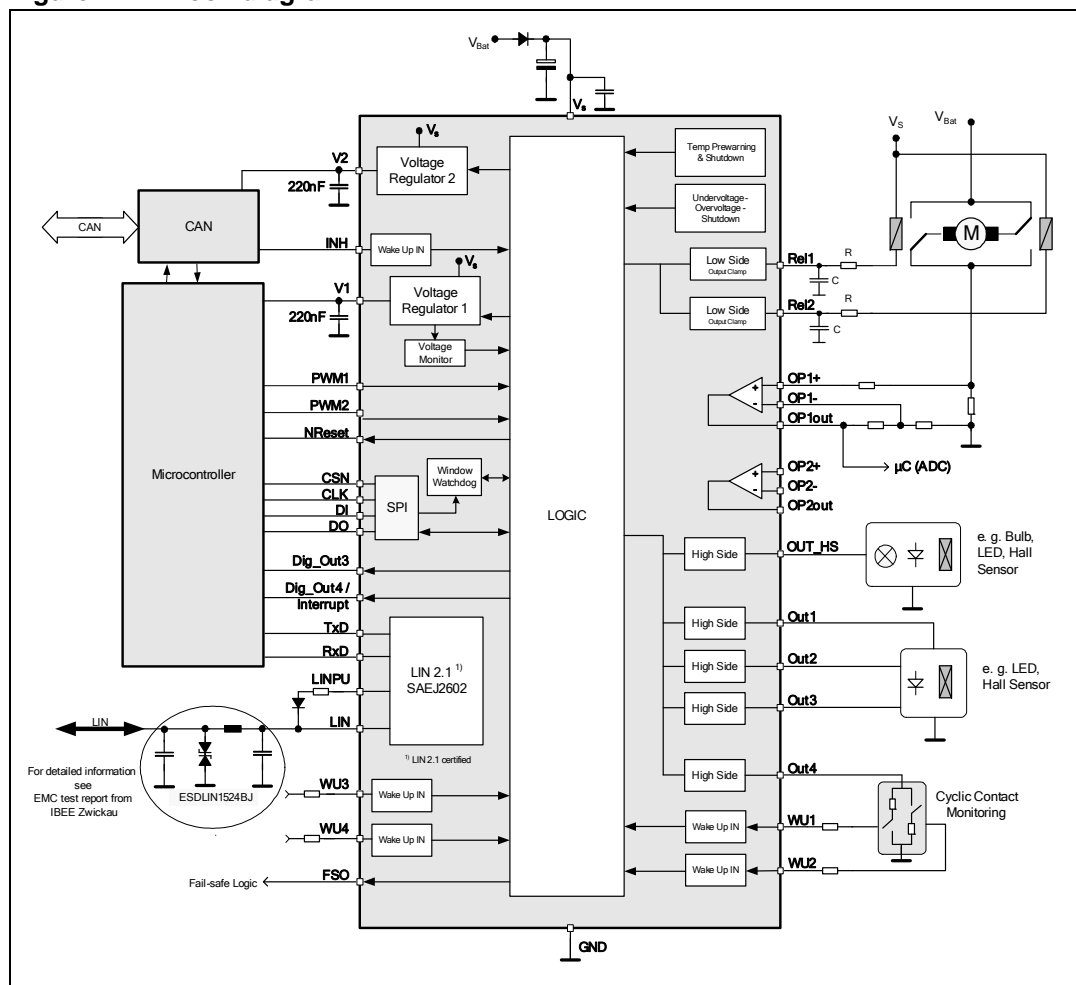 V_Bat
V_s
V_s
V_Bat
V_s
Temp Prewarning
& Shutdown
V2
Voltage
Regulator 2
220nF
Undervoltage -
Overvoltage -
Shutdown
CAN
CAN
INH
Wake Up IN
V_s
M
Low Side
Output Clamp
Rel1
R
C
V1
Voltage
Regulator 1
220nF
Low Side
Output Clamp
Rel2
R
C
Voltage
Monitor
PWM1
PWM2
NReset
OP1+
OP1-
OP1out
µC (ADC)
Microcontroller
CSN
CLK
DI
DO
SPI
Window
Watchdog
LOGIC
OP2+
OP2-
OP2out
High Side
OUT_HS
e. g. Bulb,
LED, Hall
Sensor
Dig_Out3
Dig_Out4 /
Interrupt
TxD
RxD
LINPU
LIN
LIN
LIN 2.1 1)
SAEJ2602
1) LIN 2.1 certified
High Side
Out1
High Side
Out2
High Side
Out3
e. g. LED,
Hall Sensor
For detailed information
see
EMC test report from
IBEE Zwickau
ESDLIN1524BJ
High Side
Out4
Cyclic Contact
Monitoring
WU3
Wake Up IN
WU4
Wake Up IN
Wake Up IN
WU1
Wake Up IN
WU2
Fail-safe Logic
FSO
GND